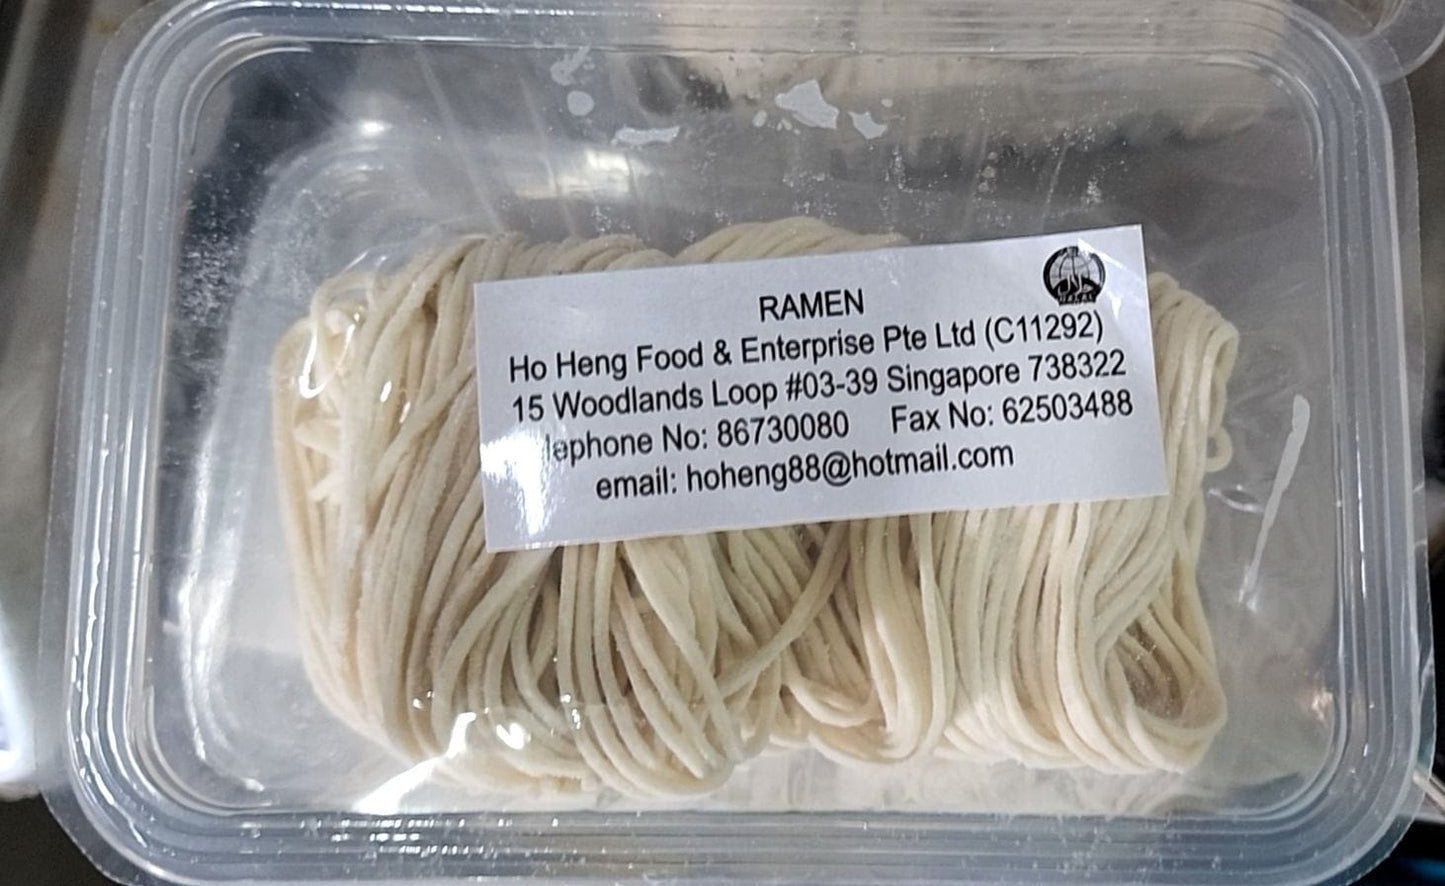 RAMEN
Ho Heng Food & Enterprise Pte Ltd (C11292)
15 Woodlands Loop #03-39 Singapore 738322
lephone No: 86730080 Fax No: 62503488
email: hoheng88@hotmail.com